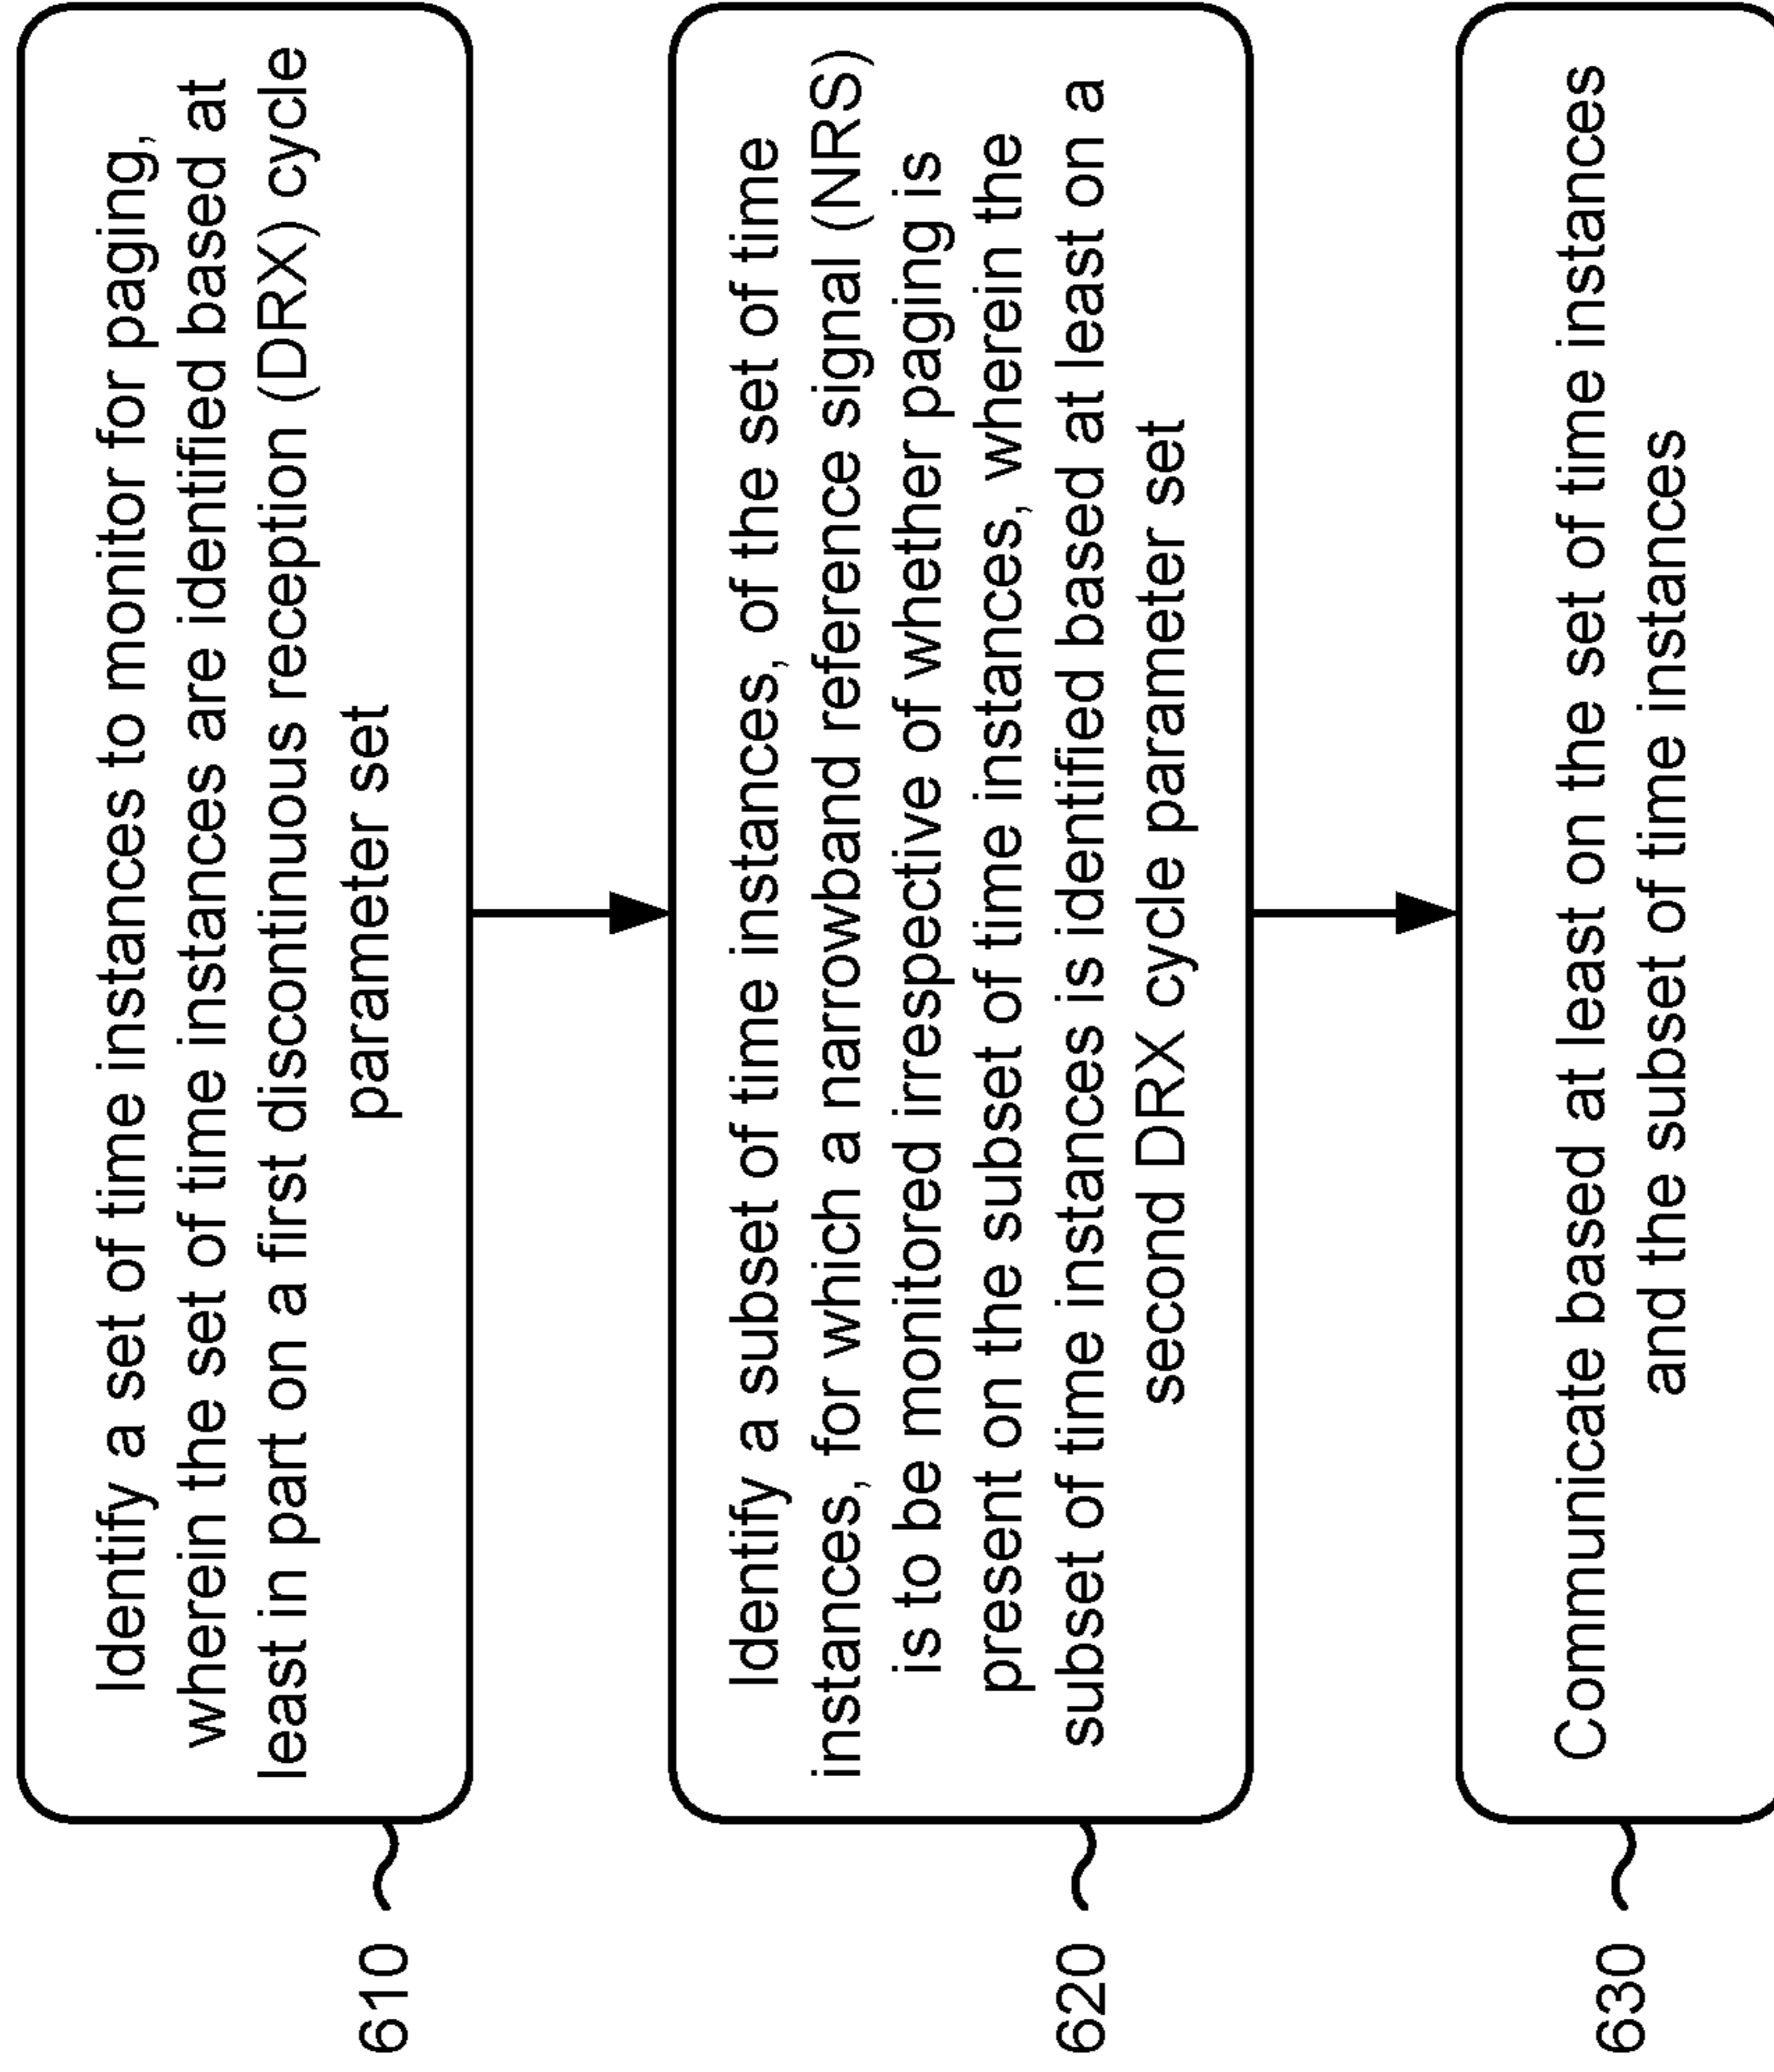 610
Identify a set of time instances to monitor for paging,
wherein the set of time instances are identified based at
least in part on a first discontinuous reception (DRX) cycle
parameter set
620
Identify a subset of time instances, of the set of time
instances, for which a narrowband reference signal (NRS)
is to be monitored irrespective of whether paging is
present on the subset of time instances, wherein the
subset of time instances is identified based at least on a
second DRX cycle parameter set
630
Communicate based at least on the set of time instances
and the subset of time instances